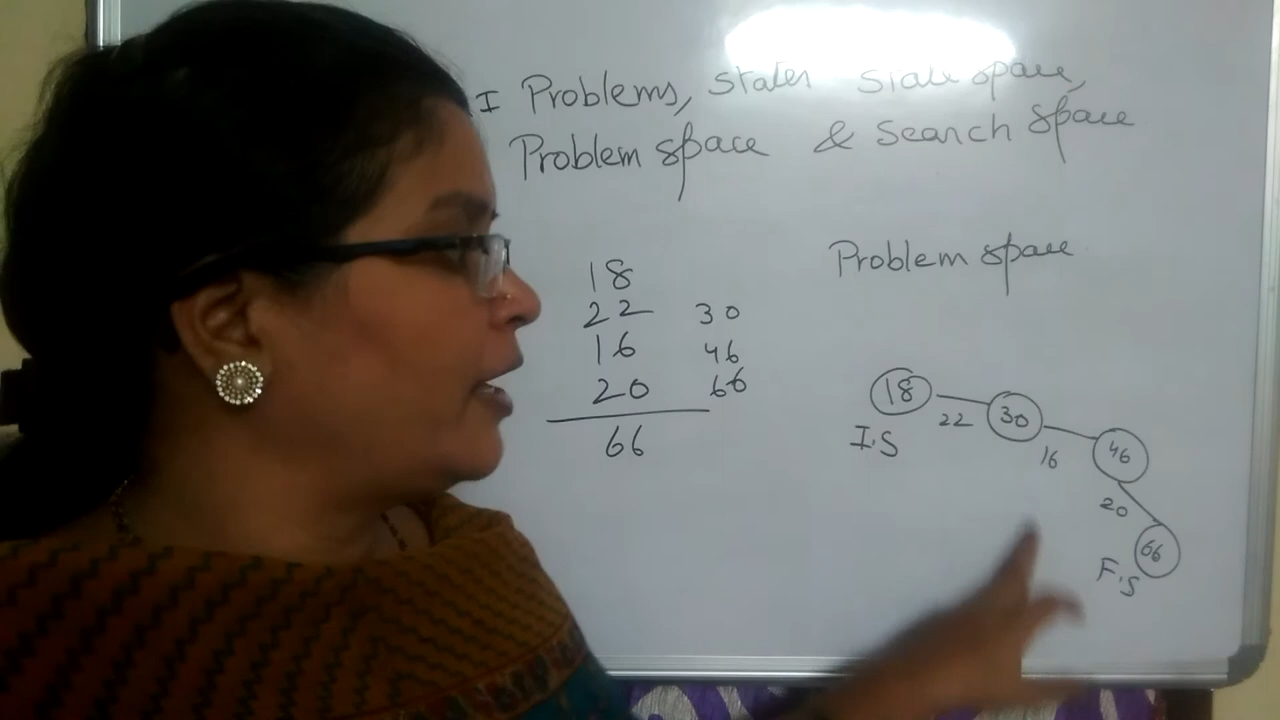 I Problems, States State space,
Problem space & Search space
Problem space
18
22 30
16 46
20 66
66
18 22 30 16 46 20 66
I.S
F.S